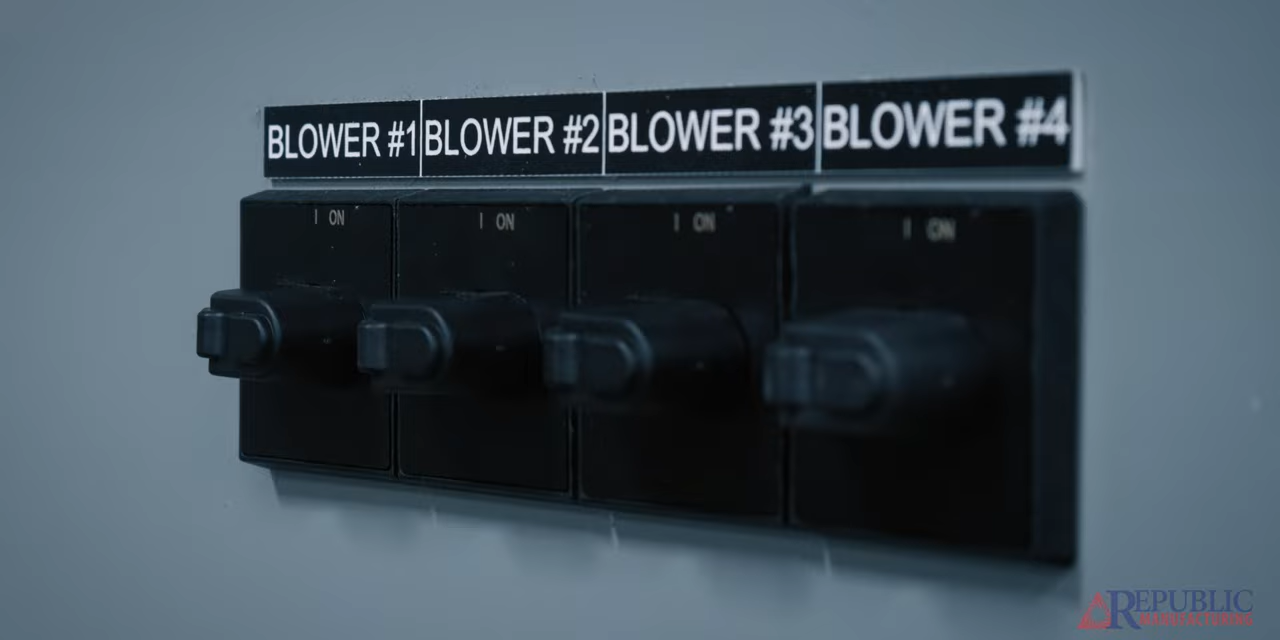 BLOWER #1 BLOWER #2 BLOWER #3 BLOWER #4
I ON I ON I ON I ON
REPUBLIC
MANUFACTURING